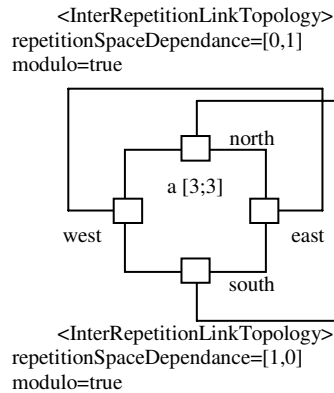 <InterRepetitionLinkTopology>
repetitionSpaceDependance=[0,1]
modulo=true
north
a [3;3]
west
east
south
<InterRepetitionLinkTopology>
repetitionSpaceDependance=[1,0]
modulo=true